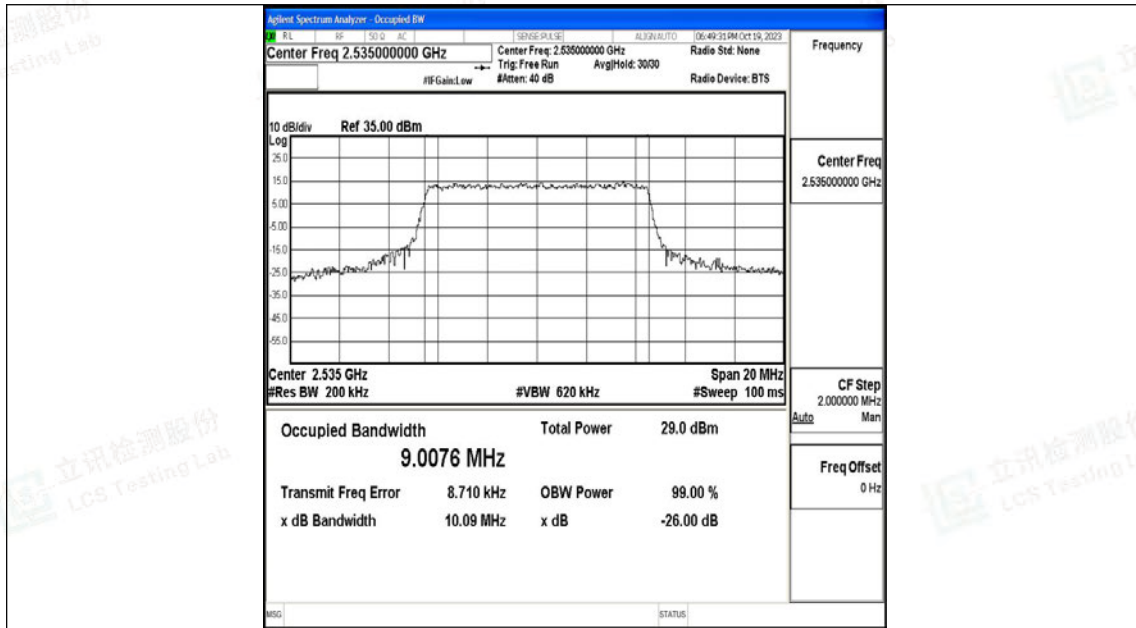 Agilent Spectrum Analyzer - Occupied BW
RL RF 50 Ω AC SENSE:PULSE ALIGNAUTO 06:49:31 PM Oct 19, 2023
Center Freq 2.535000000 GHz
Center Freq: 2.535000000 GHz
Radio Std: None
Trig: Free Run Avg|Hold: 30/30
#IFGain:Low
#Atten: 40 dB
Radio Device: BTS
Frequency
10 dB/div Ref 35.00 dBm
Log
25.0
15.0
5.00
-5.00
-15.0
-25.0
-35.0
-45.0
-55.0
Center Freq
2.535000000 GHz
Center 2.535 GHz Span 20 MHz
#Res BW 200 kHz #VBW 620 kHz #Sweep 100 ms
CF Step
2.000000 MHz
Auto Man
Freq Offset
0 Hz
Occupied Bandwidth Total Power 29.0 dBm
9.0076 MHz
Transmit Freq Error 8.710 kHz OBW Power 99.00 %
x dB Bandwidth 10.09 MHz x dB -26.00 dB
MSG STATUS
立讯检测股份
LCS Testing Lab